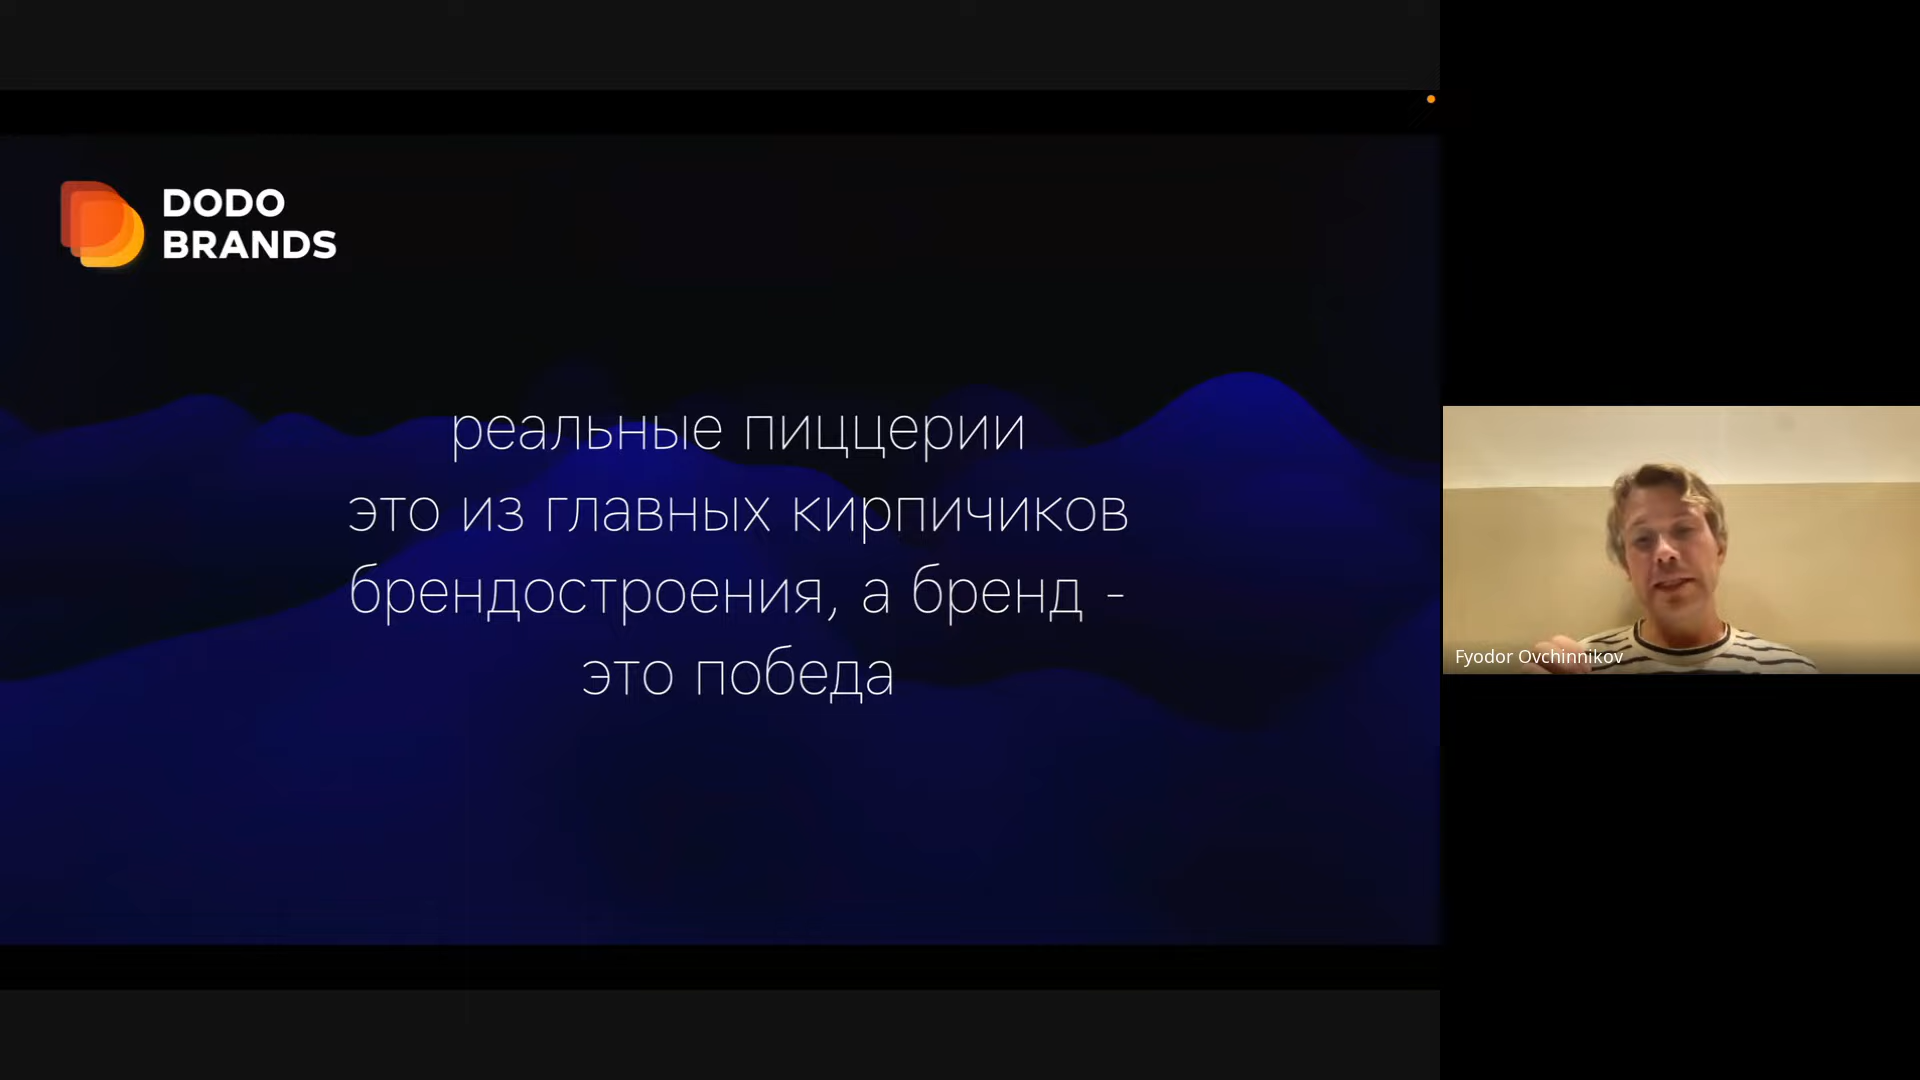 DODO
BRANDS
реальные пиццерии
это из главных кирпичиков
брендостроения, а бренд -
это победа
Fyodor Ovchinnikov